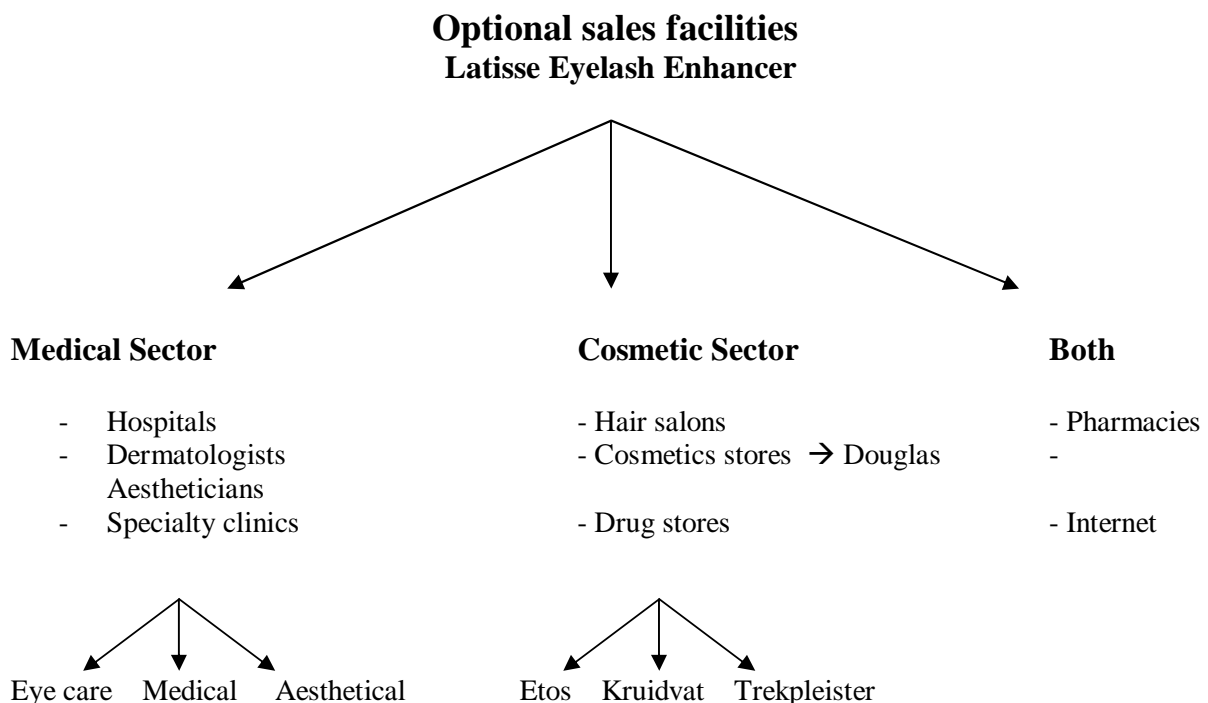 Optional sales facilities
Latisse Eyelash Enhancer
Medical Sector
Cosmetic Sector
Both
- Hospitals
- Hair salons
- Pharmacies
- Dermatologists
- Cosmetics stores → Douglas
-
Aestheticians
- Specialty clinics
- Drug stores
- Internet
Eye care
Medical
Aesthetical
Etos
Kruidvat
Trekpleister